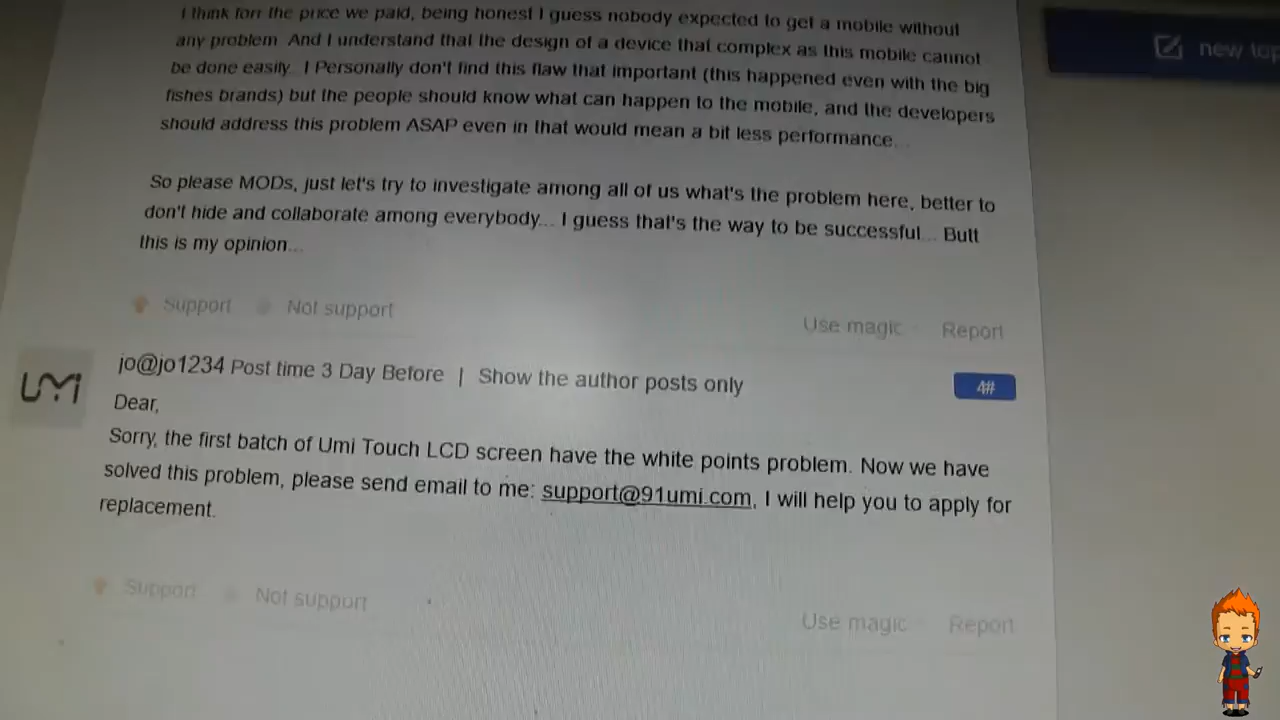 I think forr the price we paid, being honest I guess nobody expected to get a mobile without
any problem. And I understand that the design of a device that complex as this mobile cannot
be done easily.. I Personally don't find this flaw that important (this happened even with the big
fishes brands) but the people should know what can happen to the mobile, and the developers
should address this problem ASAP even in that would mean a bit less performance...
So please MODs, just let's try to investigate among all of us what's the problem here, better to
don't hide and collaborate among everybody... I guess that's the way to be successful... Butt
this is my opinion...
Support Not support
Use magic Report
new top
UMi
jo@jo1234 Post time 3 Day Before | Show the author posts only
4#
Dear,
Sorry, the first batch of Umi Touch LCD screen have the white points problem. Now we have
solved this problem, please send email to me: support@91umi.com, I will help you to apply for
replacement.
Support Not support
Use magic Report